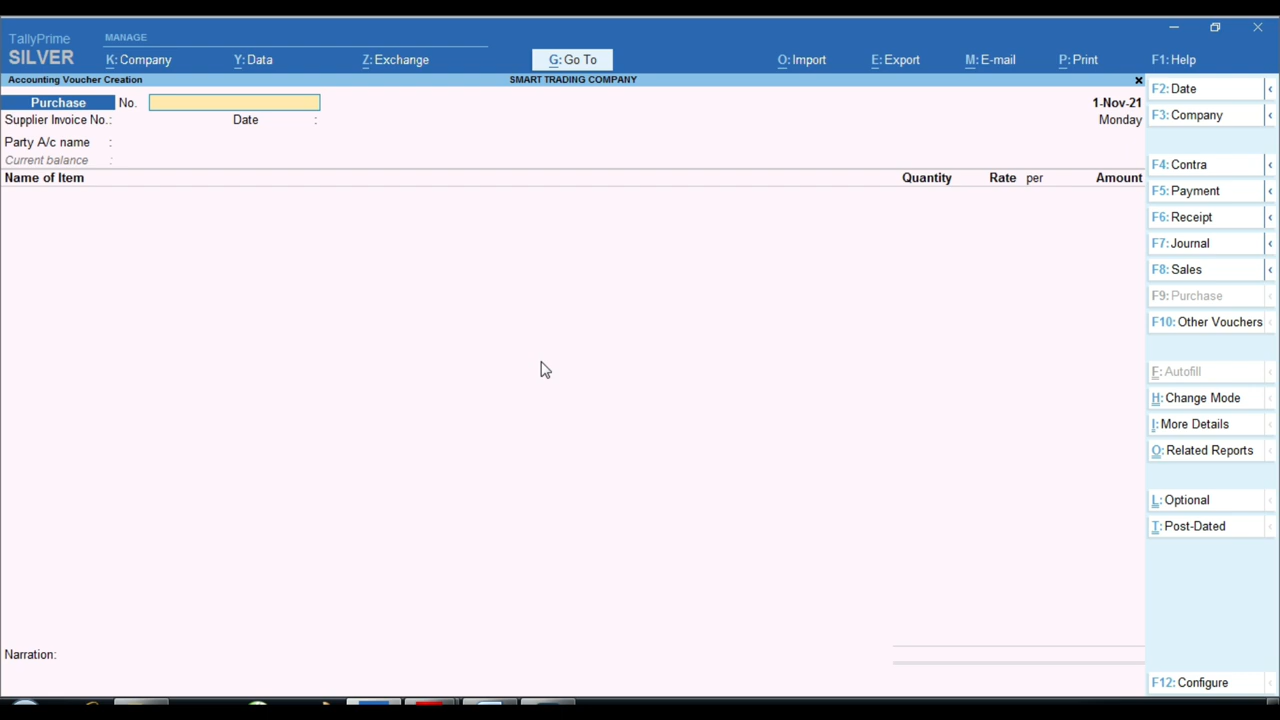 TallyPrime
SILVER
MANAGE
K: Company
Y: Data
Z: Exchange
G: Go To
O: Import
E: Export
M: E-mail
P: Print
F1: Help
Accounting Voucher Creation
SMART TRADING COMPANY
Purchase No.
1-Nov-21
Supplier Invoice No.: Date :
Monday
Party A/c name :
Current balance :
Name of Item Quantity Rate per Amount
Narration:
F2: Date
F3: Company
F4: Contra
F5: Payment
F6: Receipt
F7: Journal
F8: Sales
F9: Purchase
F10: Other Vouchers
F: Autofill
H: Change Mode
I: More Details
O: Related Reports
L: Optional
T: Post-Dated
F12: Configure